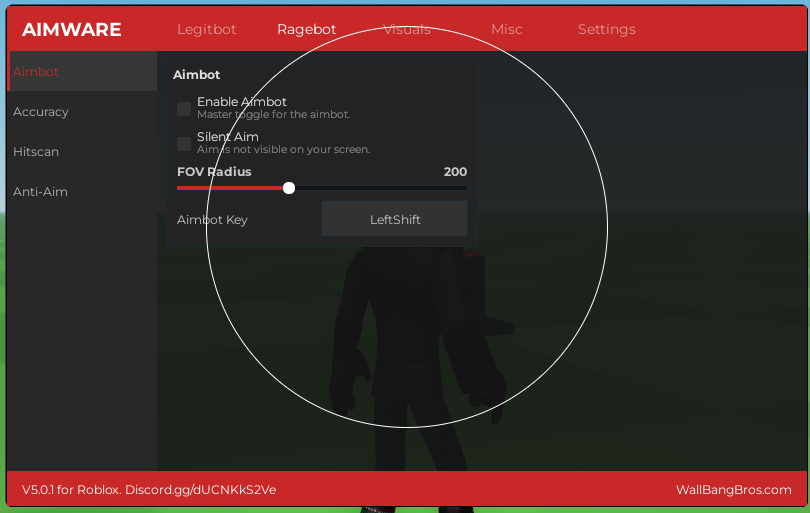 AIMWARE
Legitbot Ragebot Visuals Misc Settings
Aimbot
Accuracy
Hitscan
Anti-Aim
Aimbot
Enable Aimbot
Master toggle for the aimbot.
Silent Aim
Aim is not visible on your screen.
FOV Radius 200
Aimbot Key LeftShift
V5.0.1 for Roblox. Discord.gg/dUCNKkS2Ve
WallBangBros.com